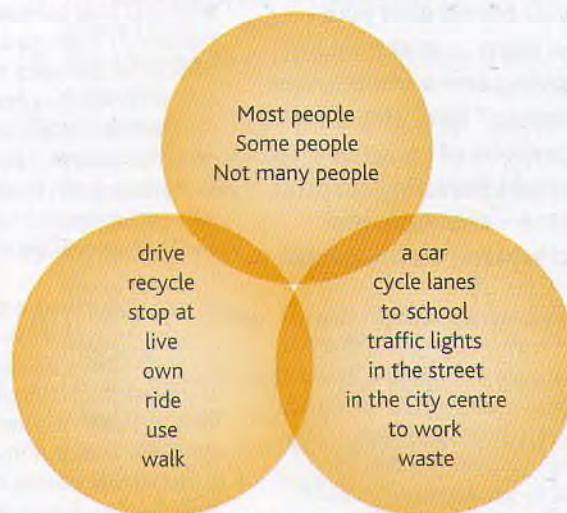 Most people
Some people
Not many people
drive
recycle
stop at
live
own
ride
use
walk
a car
cycle lanes
to school
traffic lights
in the street
in the city centre
to work
waste